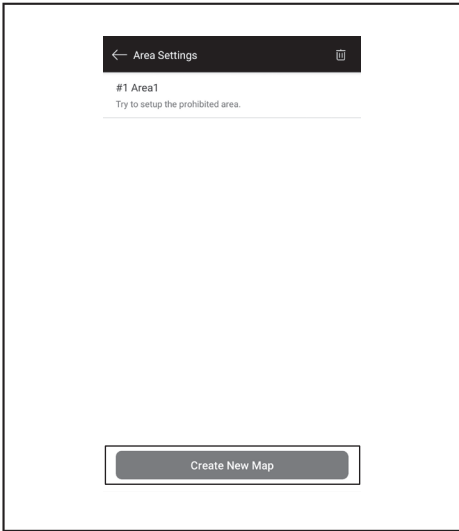 Area Settings
#1 Area1
Try to setup the prohibited area.
Create New Map